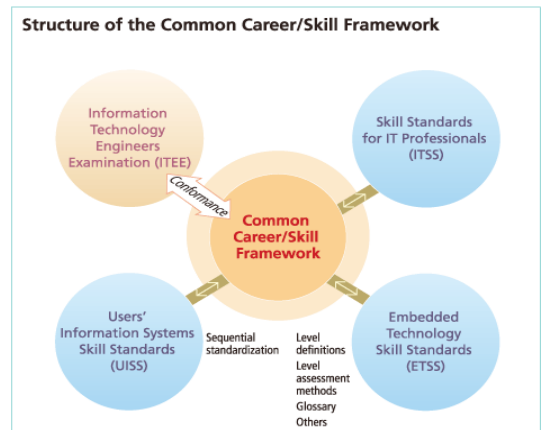 Structure of the Common Career/Skill Framework
Information
Technology
Engineers
Examination (ITEE)
Skill Standards
for IT Professionals
(ITSS)
Conformance
Common
Career/Skill
Framework
Users'
Information Systems
Skill Standards
(UISS)
Sequential
standardization
Level
definitions
Level
assessment
methods
Glossary
Others
Embedded
Technology
Skill Standards
(ETSS)